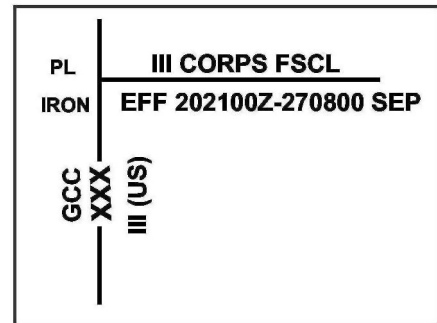 PL
III CORPS FSCL
IRON
EFF 202100Z-270800 SEP
GCC
XXX
III (US)